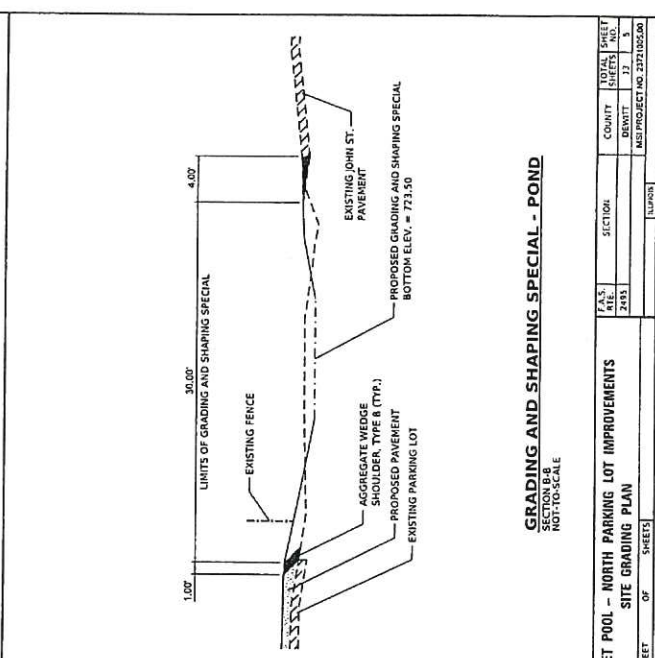 1.00'
30.00'
4.00'
LIMITS OF GRADING AND SHAPING SPECIAL
EXISTING FENCE
AGGREGATE WEDGE
SHOULDER, TYPE B (TYP.)
PROPOSED PAVEMENT
EXISTING PARKING LOT
PROPOSED GRADING AND SHAPING SPECIAL
BOTTOM ELEV. = 723.50
EXISTING JOHN ST.
PAVEMENT
GRADING AND SHAPING SPECIAL - POND
SECTION B-B
NOT-TO-SCALE
ET POOL - NORTH PARKING LOT IMPROVEMENTS
SITE GRADING PLAN
EET OF SHEETS
F.A.S.
RTE.
SECTION
COUNTY
TOTAL
SHEETS
SHEET
NO.
2495
DEWITT
5
MSI PROJECT NO. 23721005.00
ILLINOIS